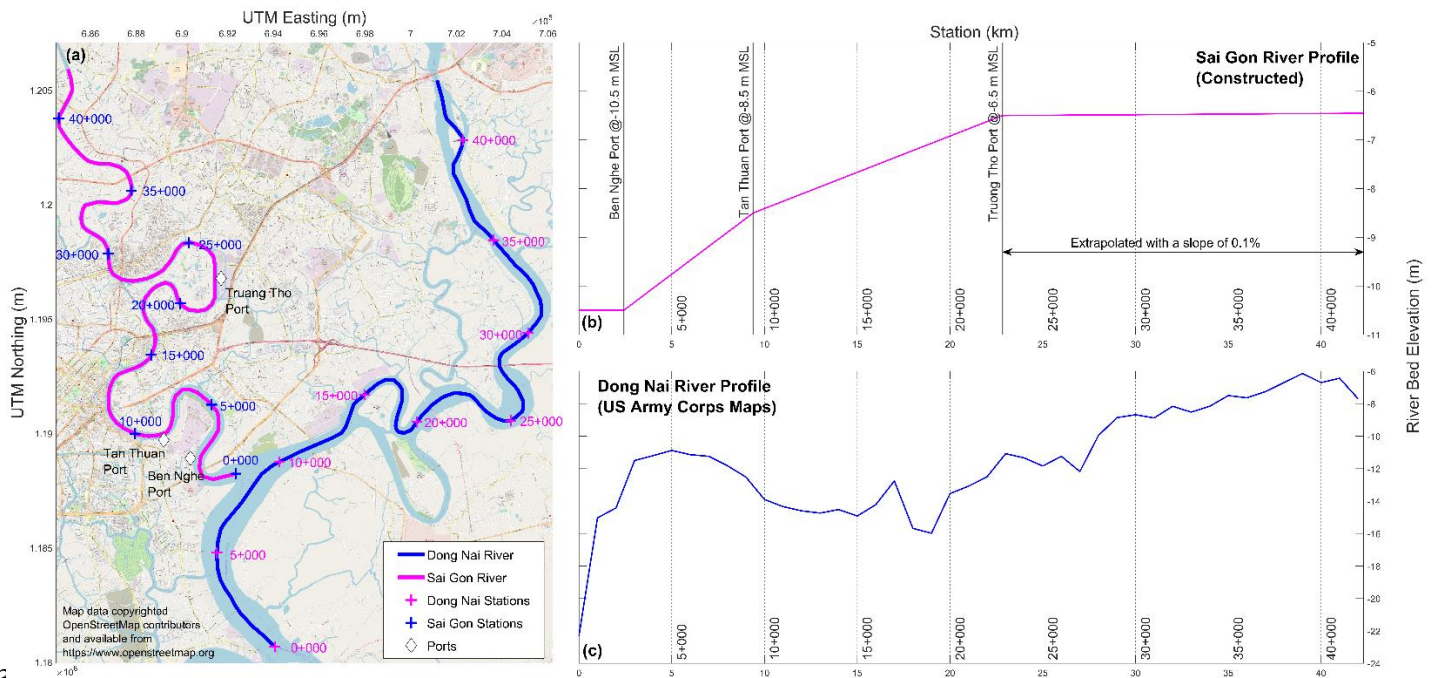 UTM Easting (m)
6.86 6.88 6.9 6.92 6.94 6.96 6.98 7 7.02 7.04 7.06
×10⁵
(a)
1.205
1.2
1.195
1.19
1.185
1.18
×10⁶
UTM Northing (m)
40+000
35+000
30+000
25+000
20+000
15+000
10+000
5+000
0+000
Truang Tho
Port
Tan Thuan
Port
Ben Nghe
Port
40+000
35+000
30+000
25+000
20+000
15+000
10+000
5+000
0+000
Dong Nai River
Sai Gon River
Dong Nai Stations
Sai Gon Stations
Ports
Map data copyrighted
OpenStreetMap contributors
and available from
https://www.openstreetmap.org
Station (km)
Sai Gon River Profile
(Constructed)
Ben Nghe Port @-10.5 m MSL
Tan Thuan Port @-8.5 m MSL
Truong Tho Port @-6.5 m MSL
Extrapolated with a slope of 0.1%
5+000 10+000 15+000 20+000 25+000 30+000 35+000 40+000
(b)
0 5 10 15 20 25 30 35 40
-5
-6
-7
-8
-9
-10
-11
River Bed Elevation (m)
Dong Nai River Profile
(US Army Corps Maps)
-6
-8
-10
-12
-14
-16
-18
-20
-22
-24
5+000 10+000 15+000 20+000 25+000 30+000 35+000 40+000
(c)
0 5 10 15 20 25 30 35 40